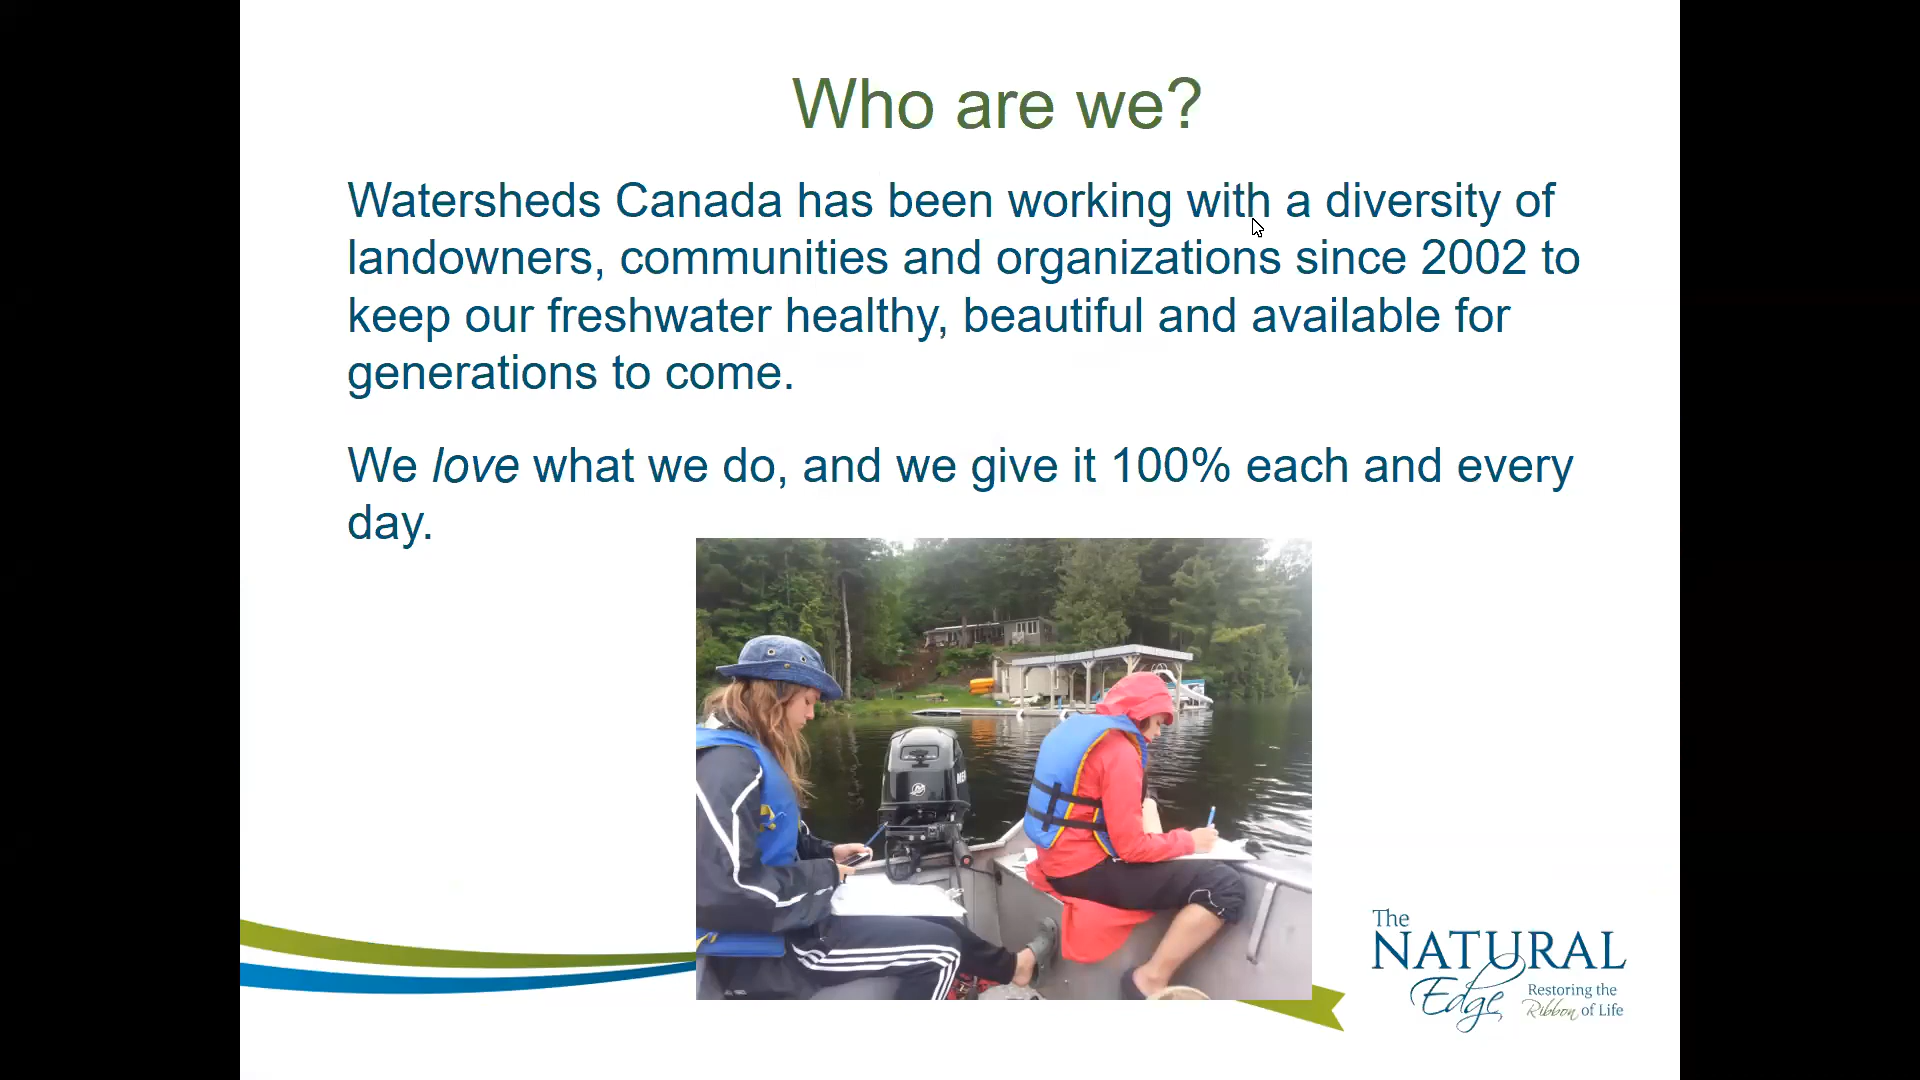 Who are we?
Watersheds Canada has been working with a diversity of
landowners, communities and organizations since 2002 to
keep our freshwater healthy, beautiful and available for
generations to come.
We love what we do, and we give it 100% each and every
day.
The
NATURAL
Edge
Restoring the
Ribbon of Life